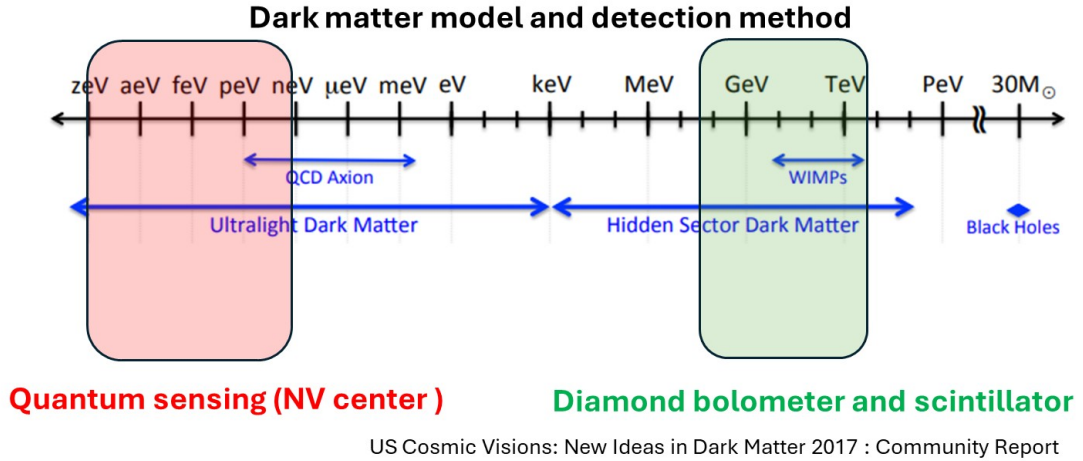 Dark matter model and detection method
zeV aeV feV peV neV μeV meV eV keV MeV GeV TeV PeV 30M⊙
QCD Axion WIMPs
Ultralight Dark Matter Hidden Sector Dark Matter Black Holes
Quantum sensing (NV center ) Diamond bolometer and scintillator
US Cosmic Visions: New Ideas in Dark Matter 2017 : Community Report